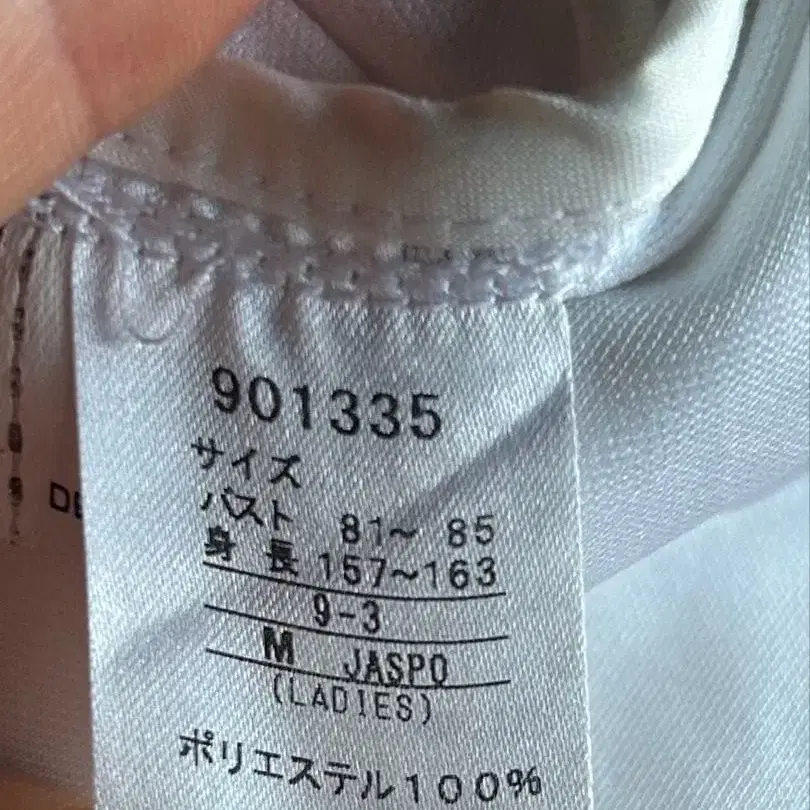 901335
サイズ
バスト 81~ 85
身 長 157~163
9-3
M JASPO
(LADIES)
ポリエステル100%